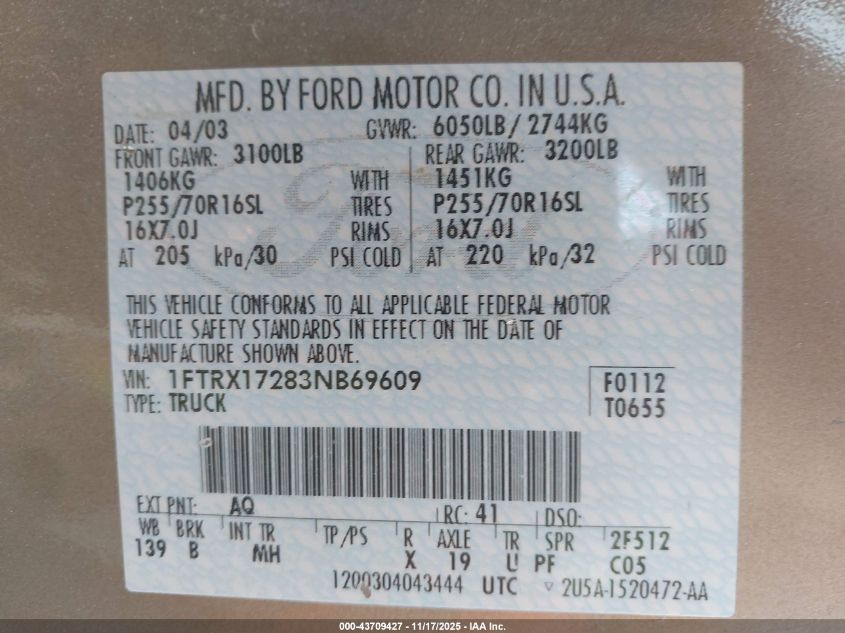 MFD. BY FORD MOTOR CO. IN U.S.A.
DATE: 04/03 GVWR: 6050LB/ 2744KG
FRONT GAWR: 3100LB REAR GAWR: 3200LB
1406KG WITH 1451KG WITH
P255/70R16SL TIRES P255/70R16SL TIRES
16X7.0J RIMS 16X7.0J RIMS
AT 205 kPa/30 PSI COLD AT 220 kPa/32 PSI COLD
Ford
THIS VEHICLE CONFORMS TO ALL APPLICABLE FEDERAL MOTOR
VEHICLE SAFETY STANDARDS IN EFFECT ON THE DATE OF
MANUFACTURE SHOWN ABOVE.
VIN: 1FTRX17283NB69609 F0112
TYPE: TRUCK T0655
EXT PNT: AQ RC: 41 DSO:
WB BRK INT TR TP/PS R AXLE TR SPR 2F512
139 B MH X 19 U PF C05
1200304043444 UTC ▽ 2U5A-1520472-AA
000-43709427 - 11/17/2025 - IAA Inc.